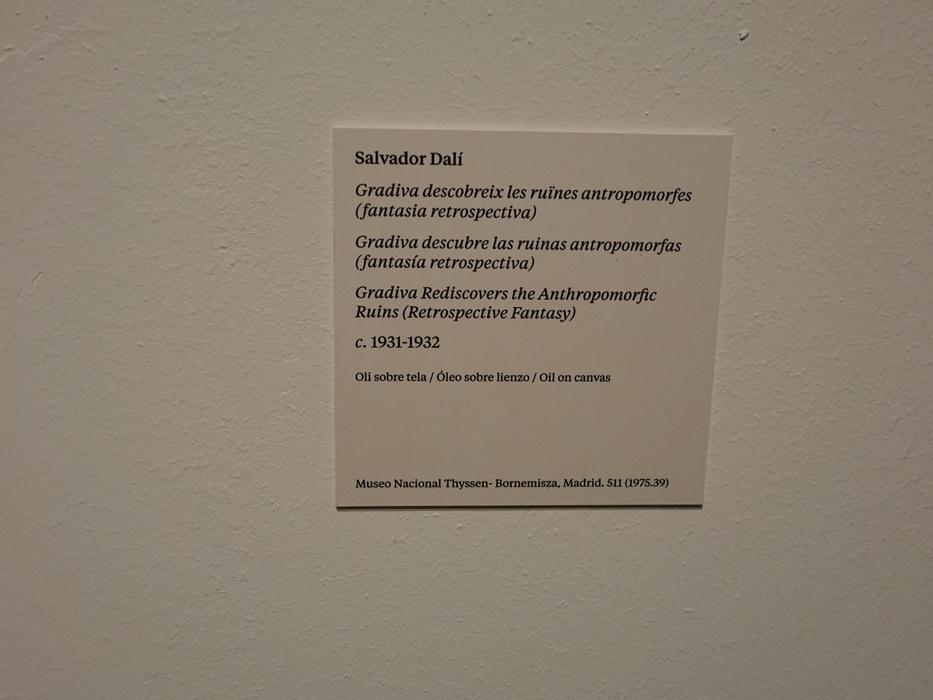 Salvador Dalí
Gradiva descobreix les ruïnes antropomorfes
(fantasia retrospectiva)
Gradiva descubre las ruinas antropomorfas
(fantasía retrospectiva)
Gradiva Rediscovers the Anthropomorfic
Ruins (Retrospective Fantasy)
c. 1931-1932
Oli sobre tela / Óleo sobre lienzo / Oil on canvas
Museo Nacional Thyssen- Bornemisza, Madrid. 511 (1975.39)